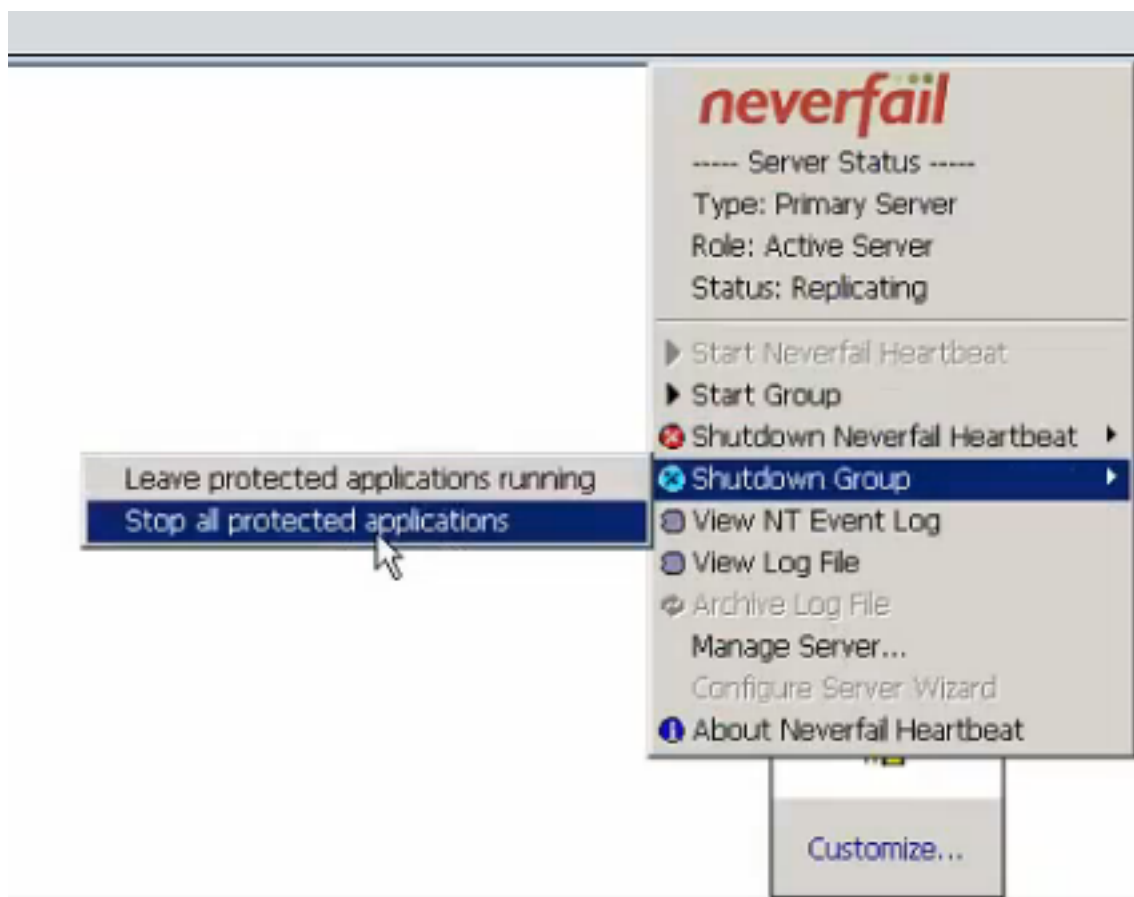 neverfail
----- Server Status -----
Type: Primary Server
Role: Active Server
Status: Replicating
Start Neverfail Heartbeat
Start Group
Shutdown Neverfail Heartbeat
Shutdown Group
Leave protected applications running
Stop all protected applications
View NT Event Log
View Log File
Archive Log File
Manage Server...
Configure Server Wizard
About Neverfail Heartbeat
Customize...